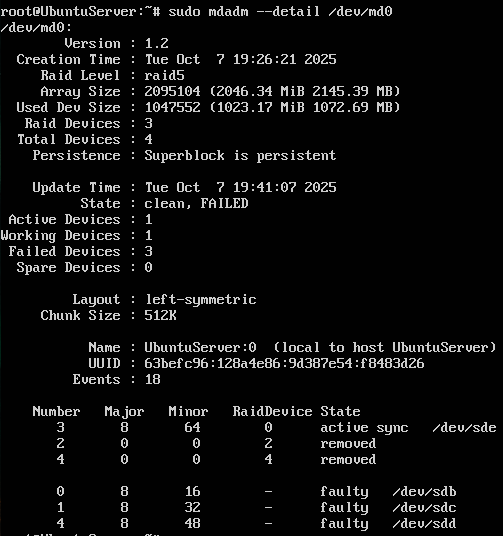 root@UbuntuServer:~# sudo mdadm --detail /dev/md0
/dev/md0:
Version : 1.2
Creation Time : Tue Oct  7 19:26:21 2025
Raid Level : raid5
Array Size : 2095104 (2046.34 MiB 2145.39 MB)
Used Dev Size : 1047552 (1023.17 MiB 1072.69 MB)
Raid Devices : 3
Total Devices : 4
Persistence : Superblock is persistent

Update Time : Tue Oct  7 19:41:07 2025
State : clean, FAILED
Active Devices : 1
Working Devices : 1
Failed Devices : 3
Spare Devices : 0

Layout : left-symmetric
Chunk Size : 512K

Name : UbuntuServer:0  (local to host UbuntuServer)
UUID : 63befc96:128a4e86:9d387e54:f8483d26
Events : 18

Number   Major   Minor   RaidDevice State
3       8       64        0      active sync   /dev/sde
2       0        0        2      removed
4       0        0        4      removed

0       8       16        -      faulty   /dev/sdb
1       8       32        -      faulty   /dev/sdc
4       8       48        -      faulty   /dev/sdd